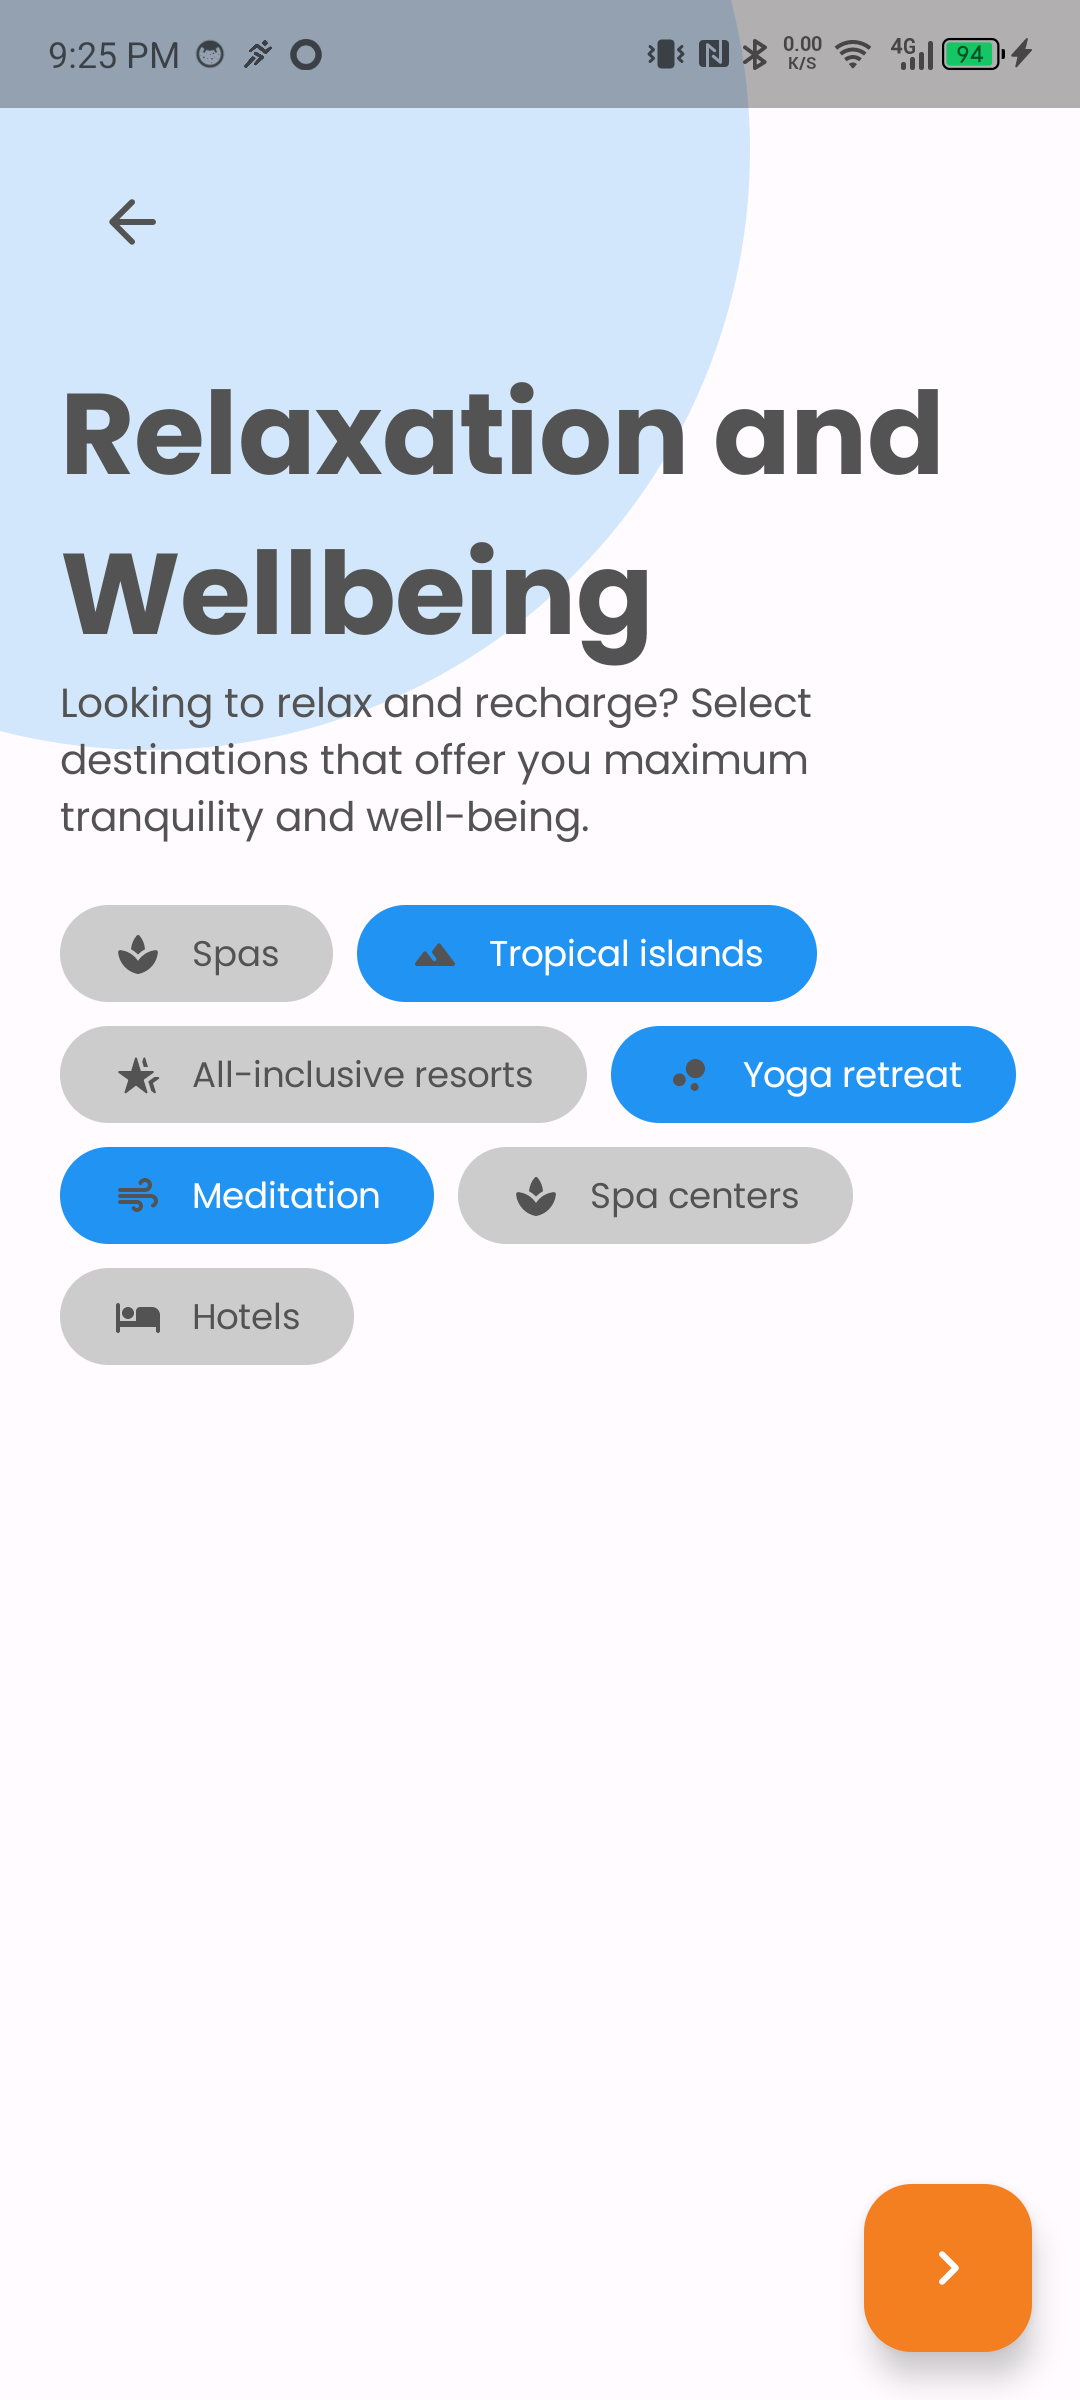 9:25 PM 0.00 K/S 4G 94
Relaxation and
Wellbeing
Looking to relax and recharge? Select
destinations that offer you maximum
tranquility and well-being.
Spas Tropical islands
All-inclusive resorts Yoga retreat
Meditation Spa centers
Hotels